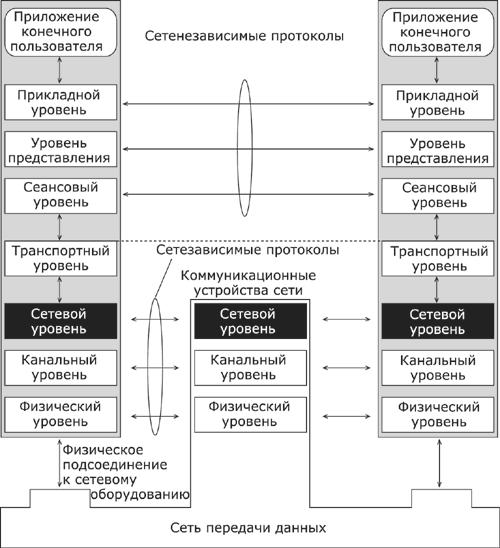 Приложение
конечного
пользователя
Сетенезависимые протоколы
Приложение
конечного
пользователя
Прикладной
уровень
Прикладной
уровень
Уровень
представления
Уровень
представления
Сеансовый
уровень
Сеансовый
уровень
Транспортный
уровень
Сетезависимые протоколы
Транспортный
уровень
Коммуникационные
устройства сети
Сетевой
уровень
Сетевой
уровень
Сетевой
уровень
Канальный
уровень
Канальный
уровень
Канальный
уровень
Физический
уровень
Физический
уровень
Физический
уровень
Физическое
подсоединение
к сетевому
оборудованию
Сеть передачи данных